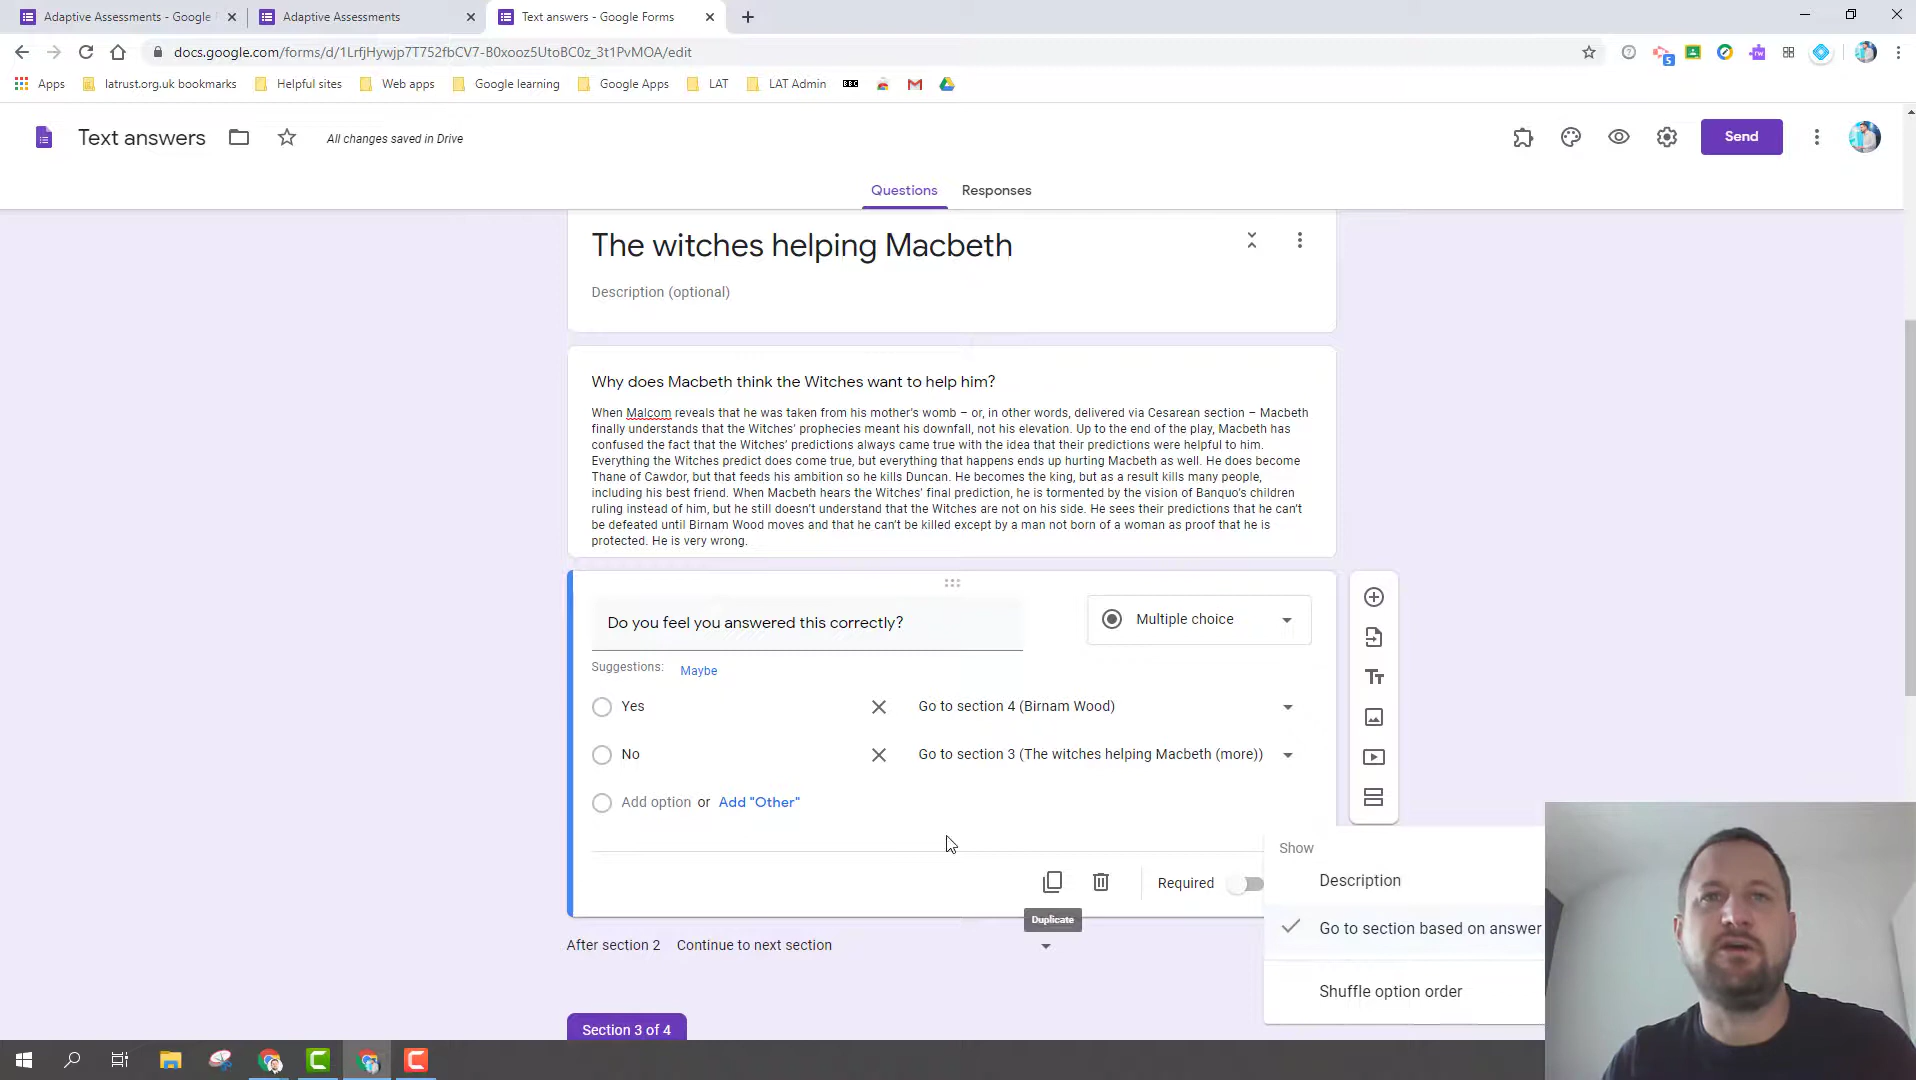 Adaptive Assessments - Google
Adaptive Assessments
Text answers - Google Forms
docs.google.com/forms/d/1LrfjHywjp7T752fbCV7-B0xooz5UtoBC0z_3t1PvMOA/edit
5
Apps
latrust.org.uk bookmarks
Helpful sites
Web apps
Google learning
Google Apps
LAT
LAT Admin
BBC
Text answers
All changes saved in Drive
Send
Questions
Responses
The witches helping Macbeth
Description (optional)
Why does Macbeth think the Witches want to help him?
When Malcom reveals that he was taken from his mother's womb – or, in other words, delivered via Cesarean section – Macbeth
finally understands that the Witches' prophecies meant his downfall, not his elevation. Up to the end of the play, Macbeth has
confused the fact that the Witches' predictions always came true with the idea that their predictions were helpful to him.
Everything the Witches predict does come true, but everything that happens ends up hurting Macbeth as well. He does become
Thane of Cawdor, but that feeds his ambition so he kills Duncan. He becomes the king, but as a result kills many people,
including his best friend. When Macbeth hears the Witches' final prediction, he is tormented by the vision of Banquo's children
ruling instead of him, but he still doesn't understand that the Witches are not on his side. He sees their predictions that he can't
be defeated until Birnam Wood moves and that he can't be killed except by a man not born of a woman as proof that he is
protected. He is very wrong.
Do you feel you answered this correctly?
Multiple choice
Suggestions:
Maybe
Yes
Go to section 4 (Birnam Wood)
No
Go to section 3 (The witches helping Macbeth (more))
Add option or Add "Other"
Show
Description
Required
Duplicate
Go to section based on answer
After section 2
Continue to next section
Shuffle option order
Section 3 of 4